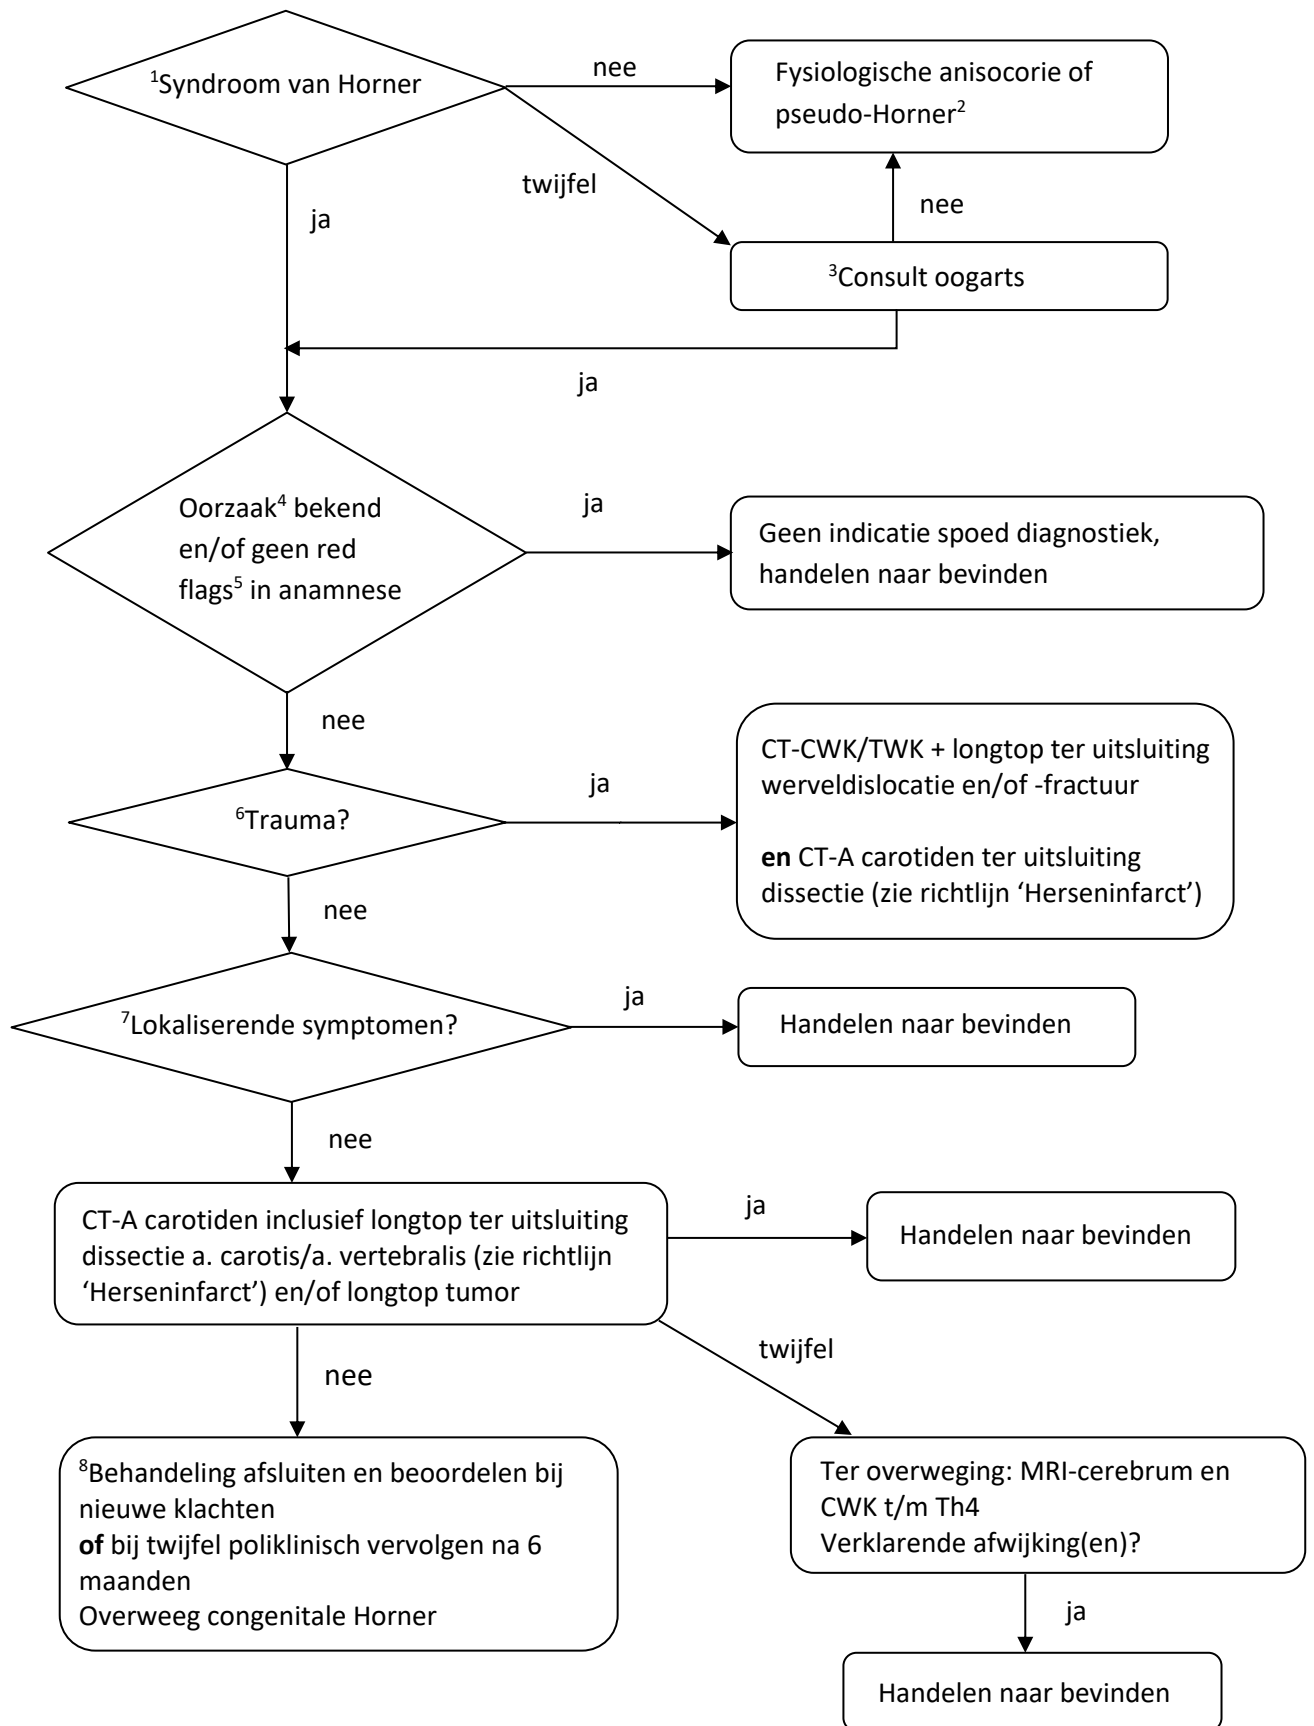 ¹Syndroom van Horner
nee
Fysiologische anisocorie of
pseudo-Horner²
twijfel
nee
ja
³Consult oogarts
ja
Oorzaak⁴ bekend
en/of geen red
flags⁵ in anamnese
ja
Geen indicatie spoed diagnostiek,
handelen naar bevinden
nee
⁶Trauma?
ja
CT-CWK/TWK + longtop ter uitsluiting
werveldislocatie en/of -fractuur
en CT-A carotiden ter uitsluiting
dissectie (zie richtlijn ‘Herseninfarct’)
nee
⁷Lokaliserende symptomen?
ja
Handelen naar bevinden
nee
CT-A carotiden inclusief longtop ter uitsluiting
dissectie a. carotis/a. vertebralis (zie richtlijn
‘Herseninfarct’) en/of longtop tumor
ja
Handelen naar bevinden
twijfel
nee
⁸Behandeling afsluiten en beoordelen bij
nieuwe klachten
of bij twijfel poliklinisch vervolgen na 6
maanden
Overweeg congenitale Horner
Ter overweging: MRI-cerebrum en
CWK t/m Th4
Verklarende afwijking(en)?
ja
Handelen naar bevinden